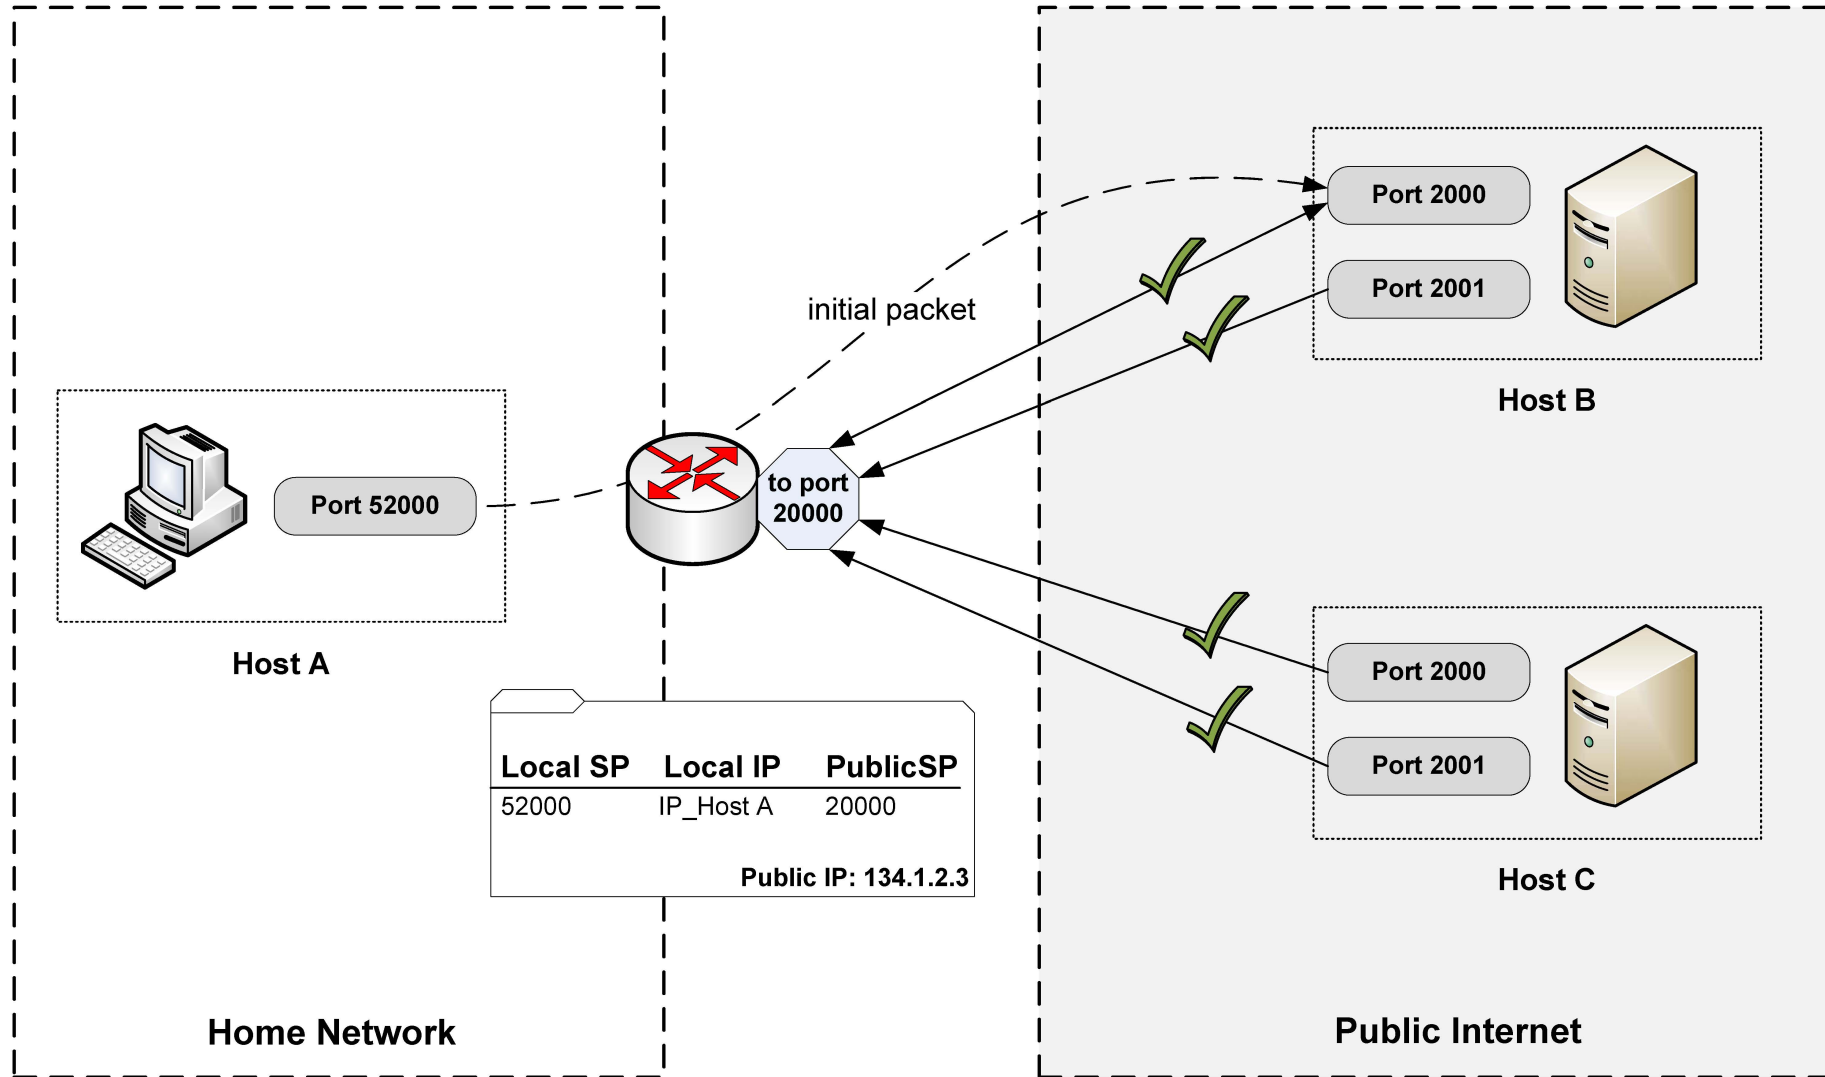 Port 2000
Port 2001
Host B
initial packet
to port
20000
Port 52000
Host A
Port 2000
Port 2001
Host C
Local SP Local IP PublicSP
52000 IP_Host A 20000
Public IP: 134.1.2.3
Home Network
Public Internet